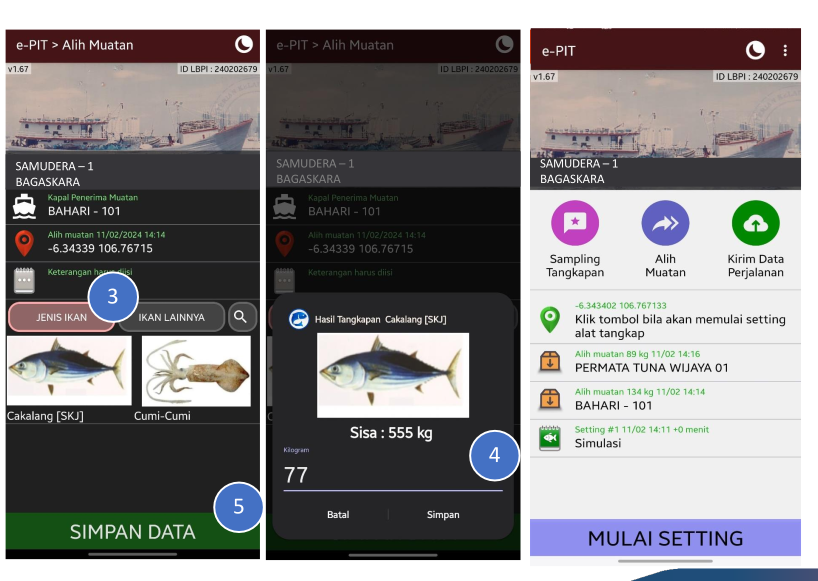 e-PIT > Alih Muatan
v1.67
ID LBPI : 240202679
SAMUDERA – 1
BAGASKARA
Kapal Penerima Muatan
BAHARI - 101
Alih muatan 11/02/2024 14:14
-6.34339 106.76715
Keterangan harus diisi
3
JENIS IKAN
IKAN LAINNYA
Cakalang [SKJ]
Cumi-Cumi
5
SIMPAN DATA
e-PIT > Alih Muatan
v1.67
ID LBPI : 240202679
SAMUDERA – 1
BAGASKARA
Kapal Penerima Muatan
BAHARI - 101
Alih muatan 11/02/2024 14:14
-6.34339 106.76715
Keterangan harus diisi
Hasil Tangkapan Cakalang [SKJ]
Sisa : 555 kg
Kilogram
77
4
Batal
Simpan
e-PIT
v1.67
ID LBPI : 240202679
SAMUDERA – 1
BAGASKARA
Sampling
Tangkapan
Alih
Muatan
Kirim Data
Perjalanan
-6.343402 106.767133
Klik tombol bila akan memulai setting
alat tangkap
Alih muatan 89 kg 11/02 14:16
PERMATA TUNA WIJAYA 01
Alih muatan 134 kg 11/02 14:14
BAHARI - 101
Setting #1 11/02 14:11 +0 menit
Simulasi
MULAI SETTING